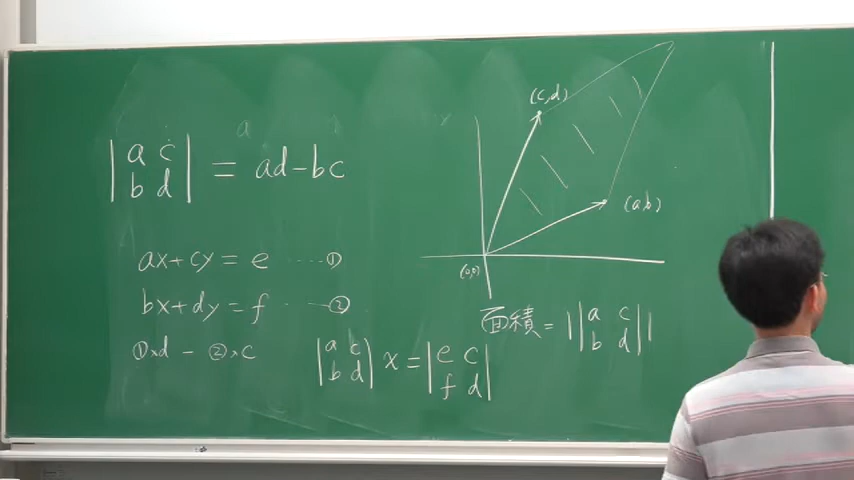 |a c| = ad-bc
|b d|
ax+cy=e ……①
bx+dy=f ……②
①×d - ②×c
|a c| x = |e c|
|b d| |f d|
(c,d)
(a,b)
(0,0)
面積= ||a c||
|b d|